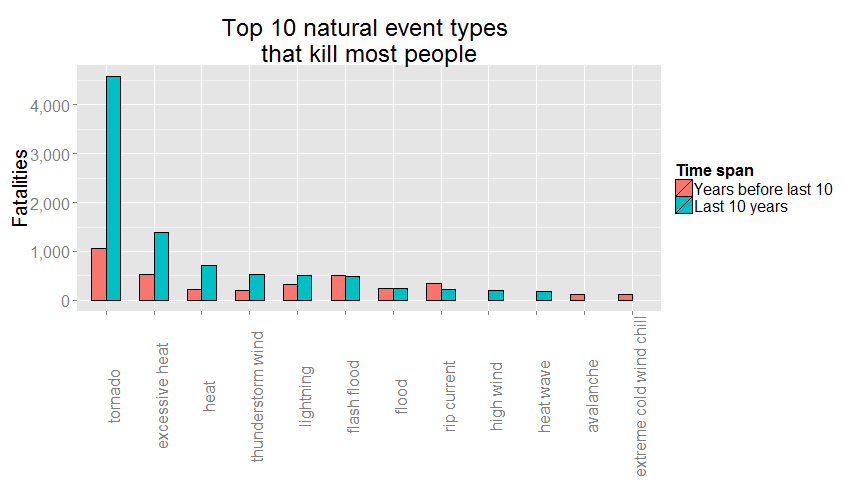 Top 10 natural event types
that kill most people
Fatalities
4,000
3,000
2,000
1,000
0
tornado
excessive heat
heat
thunderstorm wind
lightning
flash flood
flood
rip current
high wind
heat wave
avalanche
extreme cold wind chill
Time span
Years before last 10
Last 10 years